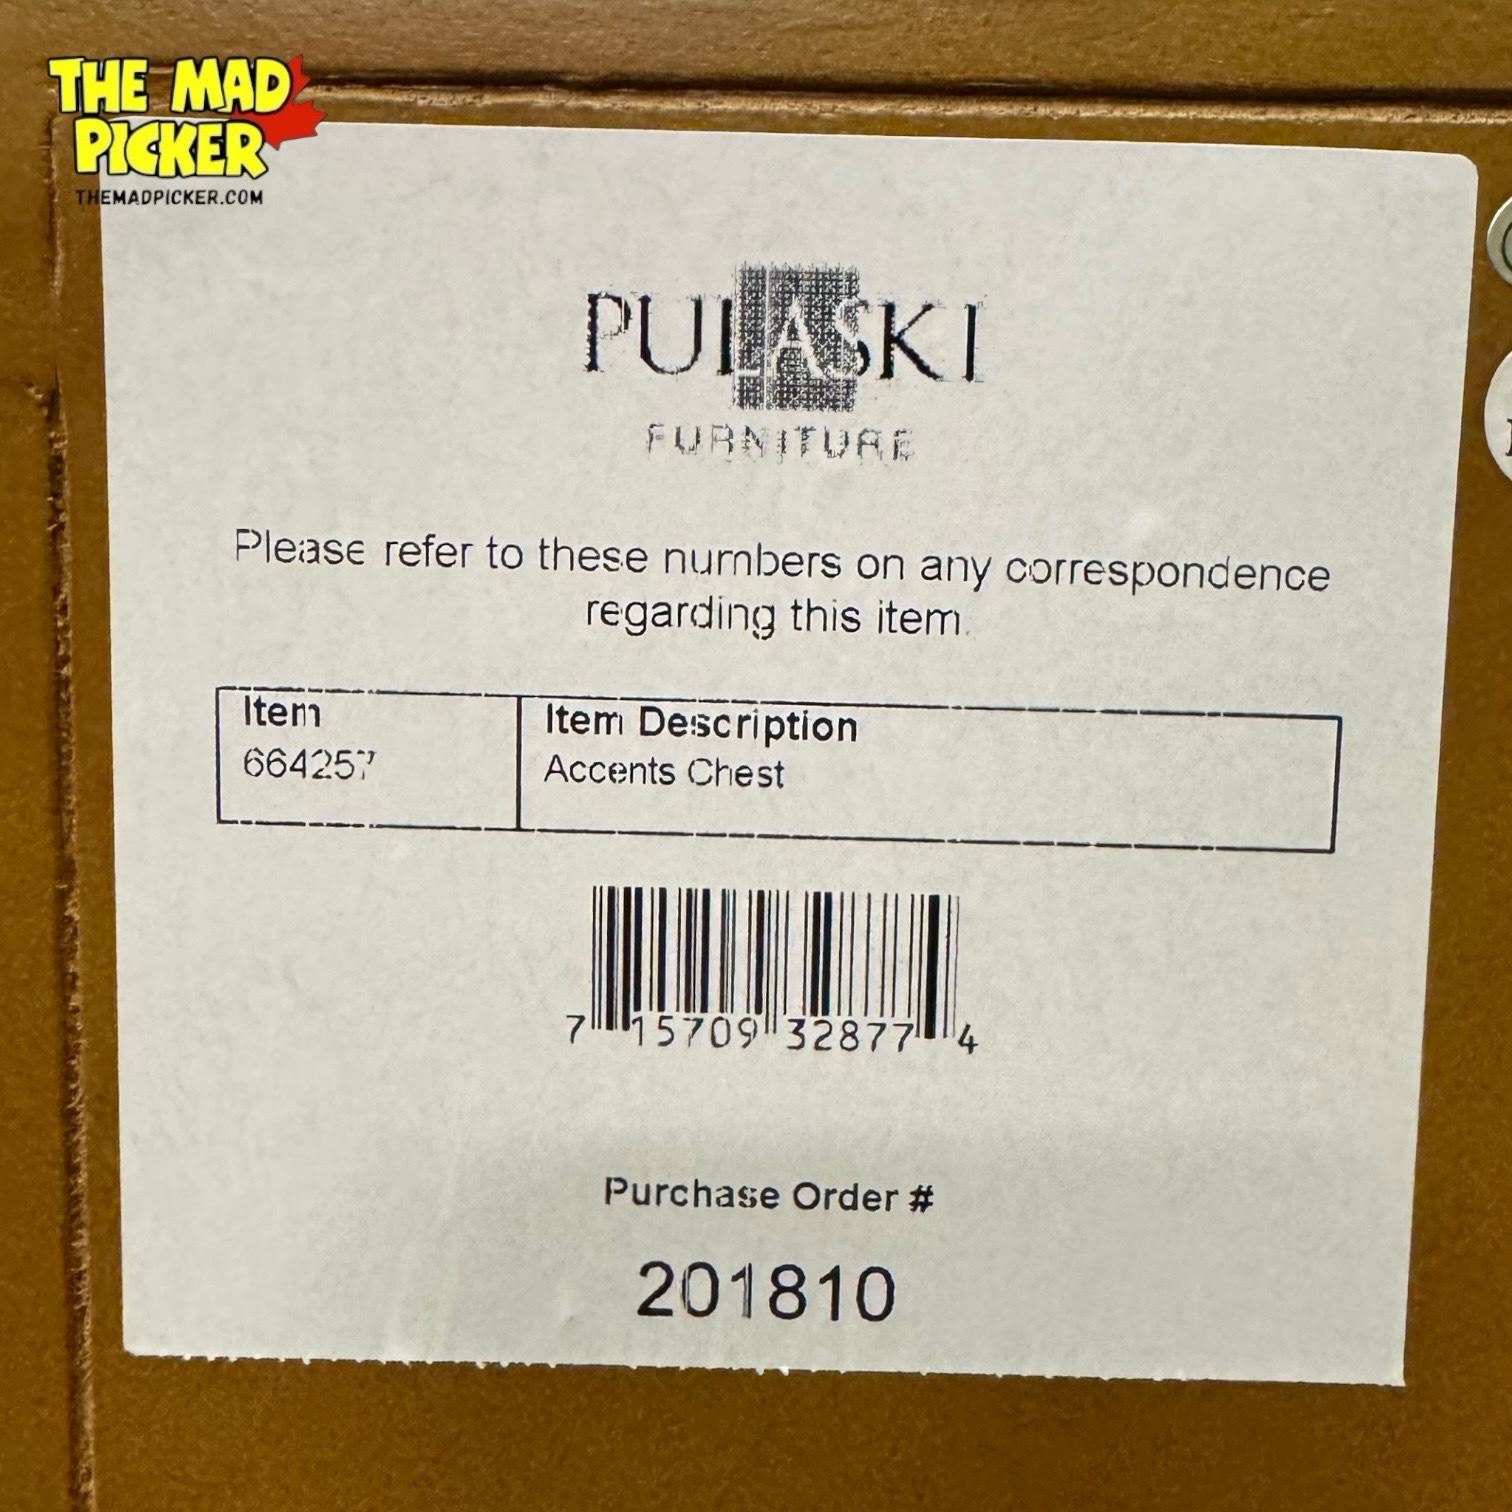 THE MAD
PICKER
THEMADPICKER.COM
PULASKI
FURNITURE
Please refer to these numbers on any correspondence
regarding this item.
Item
Item Description
664257
Accents Chest
7 15709 32877 4
Purchase Order #
201810